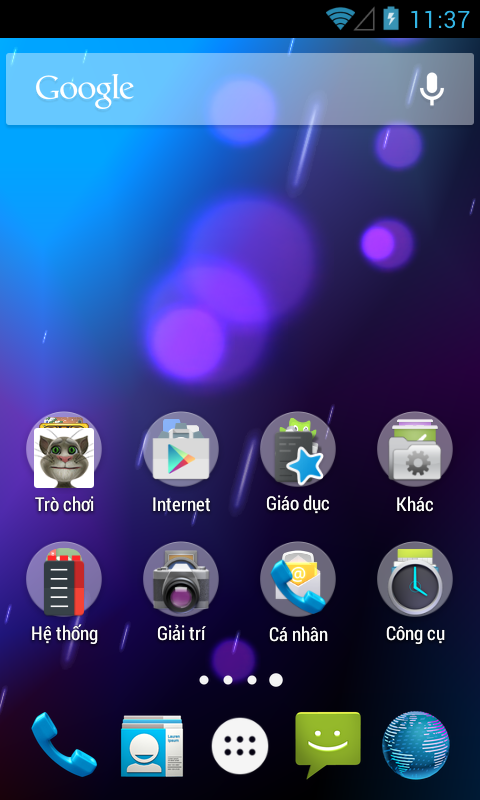 11:37
Google
Trò chơi
Internet
Giáo dục
Khác
Hệ thống
Giải trí
Cá nhân
Công cụ